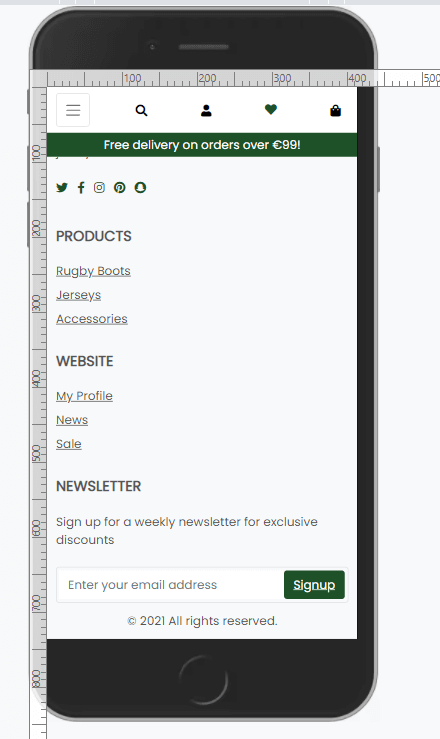 100 200 300 400 500
Free delivery on orders over €99!
PRODUCTS
Rugby Boots
Jerseys
Accessories
WEBSITE
My Profile
News
Sale
NEWSLETTER
Sign up for a weekly newsletter for exclusive
discounts
Enter your email address Signup
© 2021 All rights reserved.
100
200
300
400
500
600
700
800